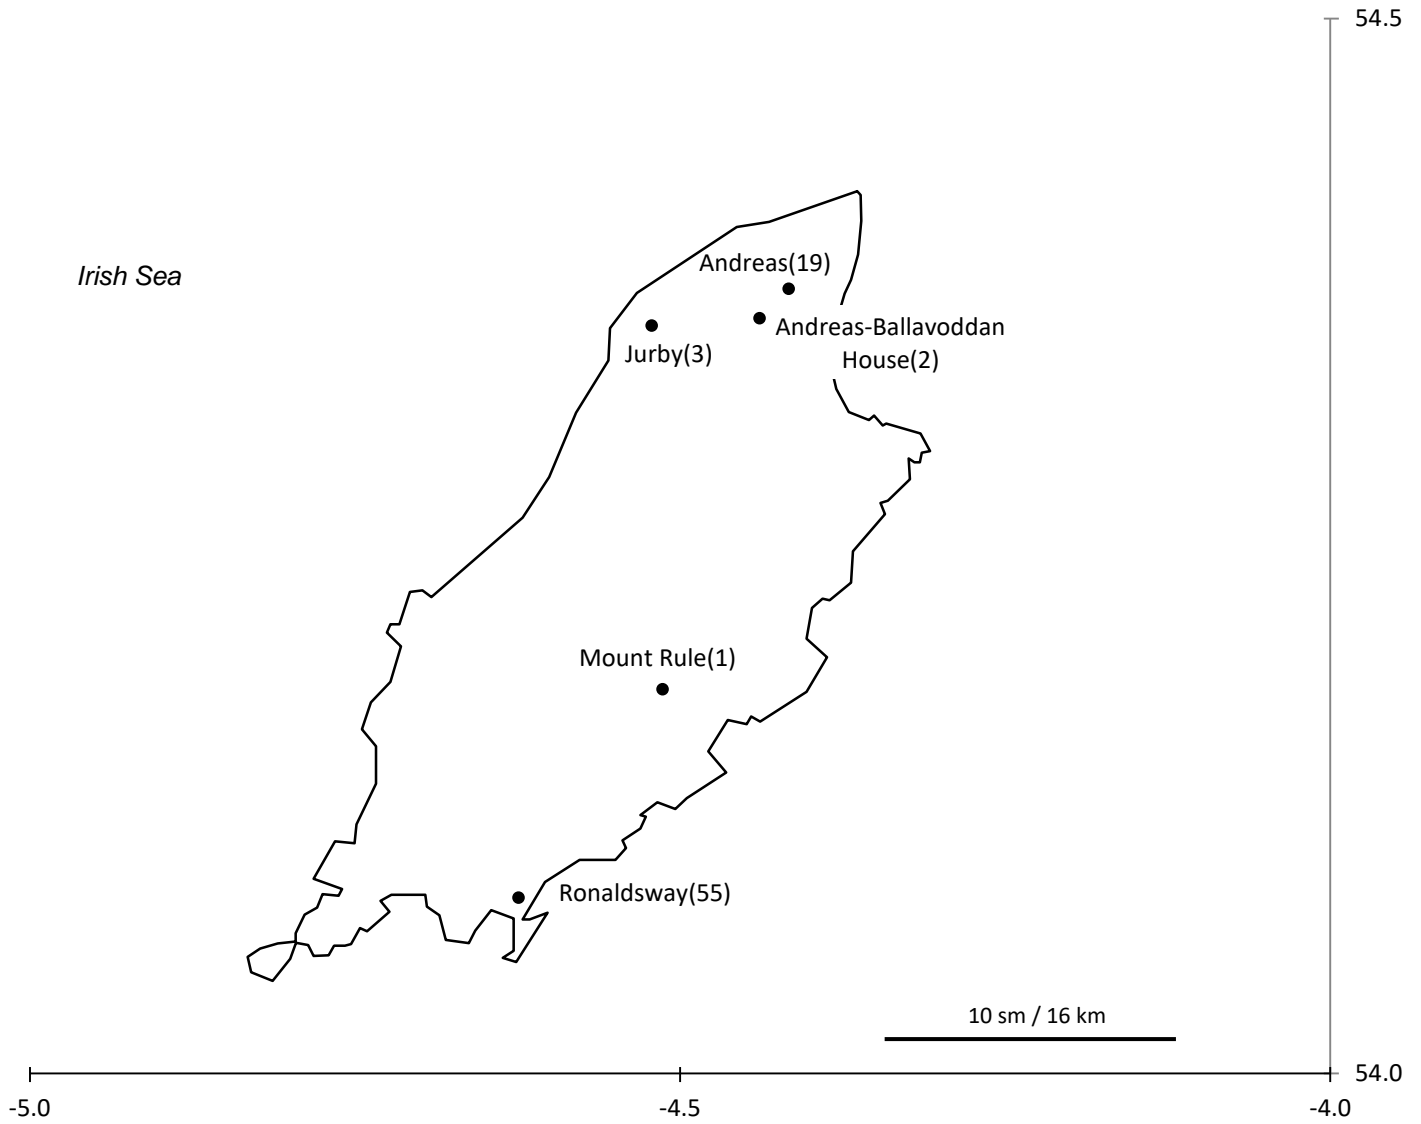 54.5
Andreas(19)
Irish Sea
Andreas-Ballavoddan
House(2)
Jurby(3)
Mount Rule(1)
Ronaldsway(55)
10 sm / 16 km
54.0
-5.0
-4.5
-4.0